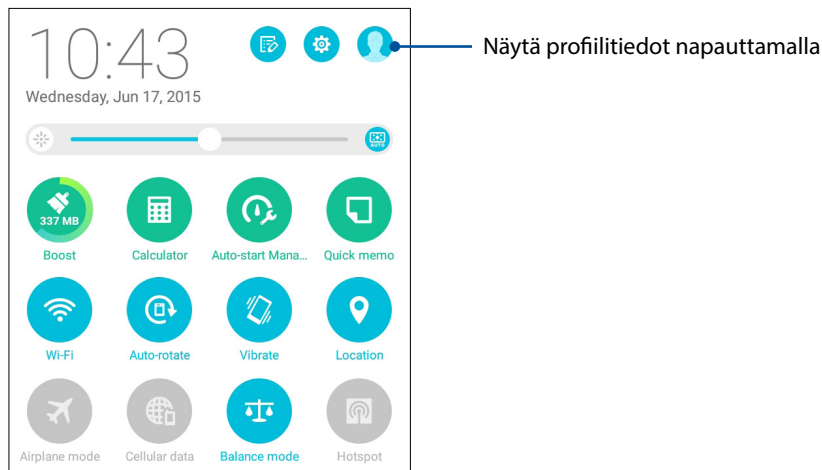 10:43
Näytä profiilitiedot napauttamalla
Wednesday, Jun 17, 2015
AUTO
337 MB
Boost Calculator Auto-start Mana... Quick memo
Wi-Fi Auto-rotate Vibrate Location
Airplane mode Cellular data Balance mode Hotspot